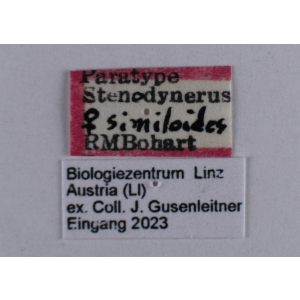 Paratype
Stenodynerus
♀ similoides
RMBohart
Biologiezentrum Linz
Austria (LI)
ex. Coll. J. Gusenleitner
Eingang 2023